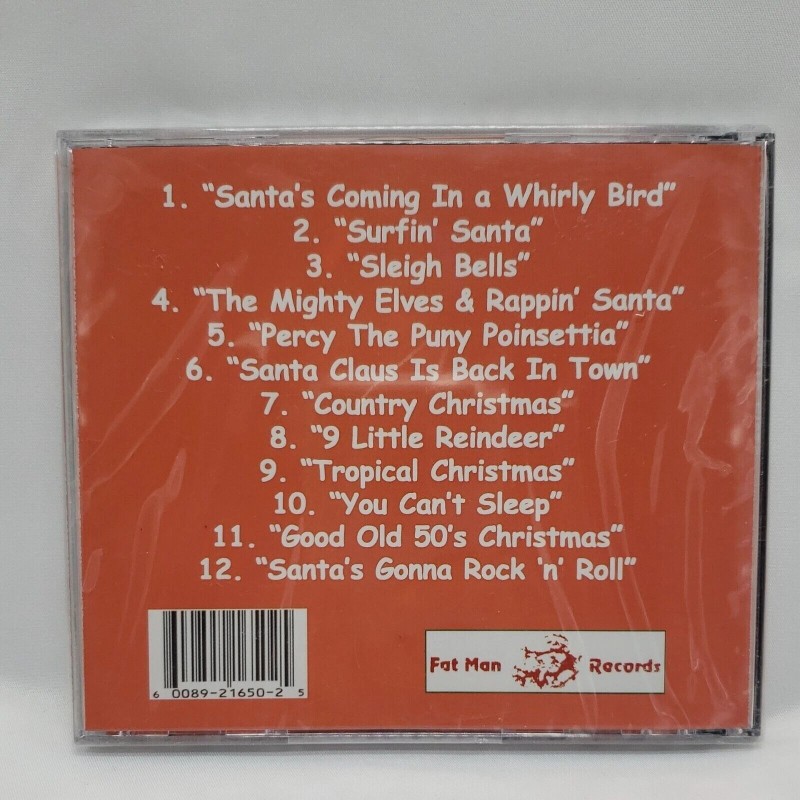 1. “Santa's Coming In a Whirly Bird”
2. “Surfin' Santa”
3. “Sleigh Bells”
4. “The Mighty Elves & Rappin' Santa”
5. “Percy The Puny Poinsettia”
6. “Santa Claus Is Back In Town”
7. “Country Christmas”
8. “9 Little Reindeer”
9. “Tropical Christmas”
10. “You Can't Sleep”
11. “Good Old 50's Christmas”
12. “Santa's Gonna Rock 'n' Roll”
6 0089-21650-2 5
Fat Man Records